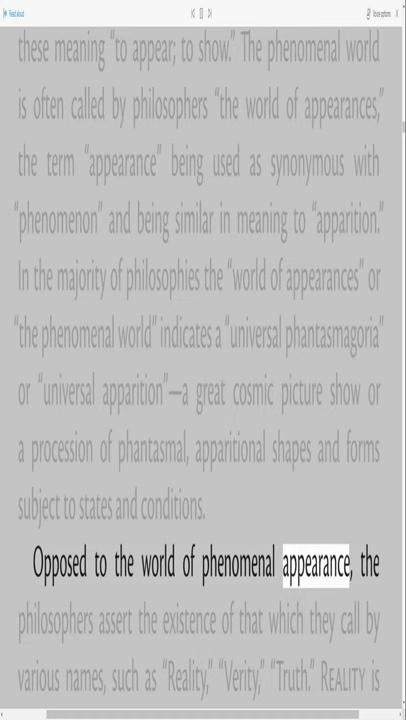 Read aloud
Voice options
these meaning “to appear; to show.” The phenomenal world
is often called by philosophers “the world of appearances,”
the term “appearance” being used as synonymous with
“phenomenon” and being similar in meaning to “apparition.”
In the majority of philosophies the “world of appearances” or
“the phenomenal world” indicates a “universal phantasmagoria”
or “universal apparition”—a great cosmic picture show or
a procession of phantasmal, apparitional shapes and forms
subject to states and conditions.
Opposed to the world of phenomenal appearance, the
philosophers assert the existence of that which they call by
various names, such as “Reality,” “Verity,” “Truth.” REALITY is